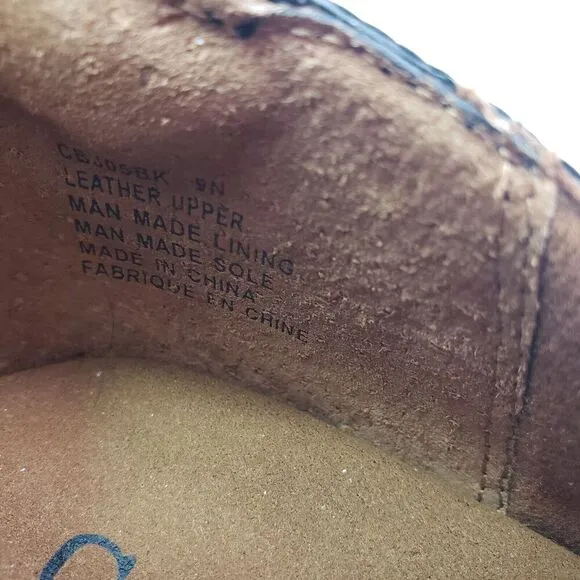 9N
LEATHER UPPER
MAN MADE LINING
MAN MADE SOLE
MADE IN CHINA
FABRIQUE EN CHINE